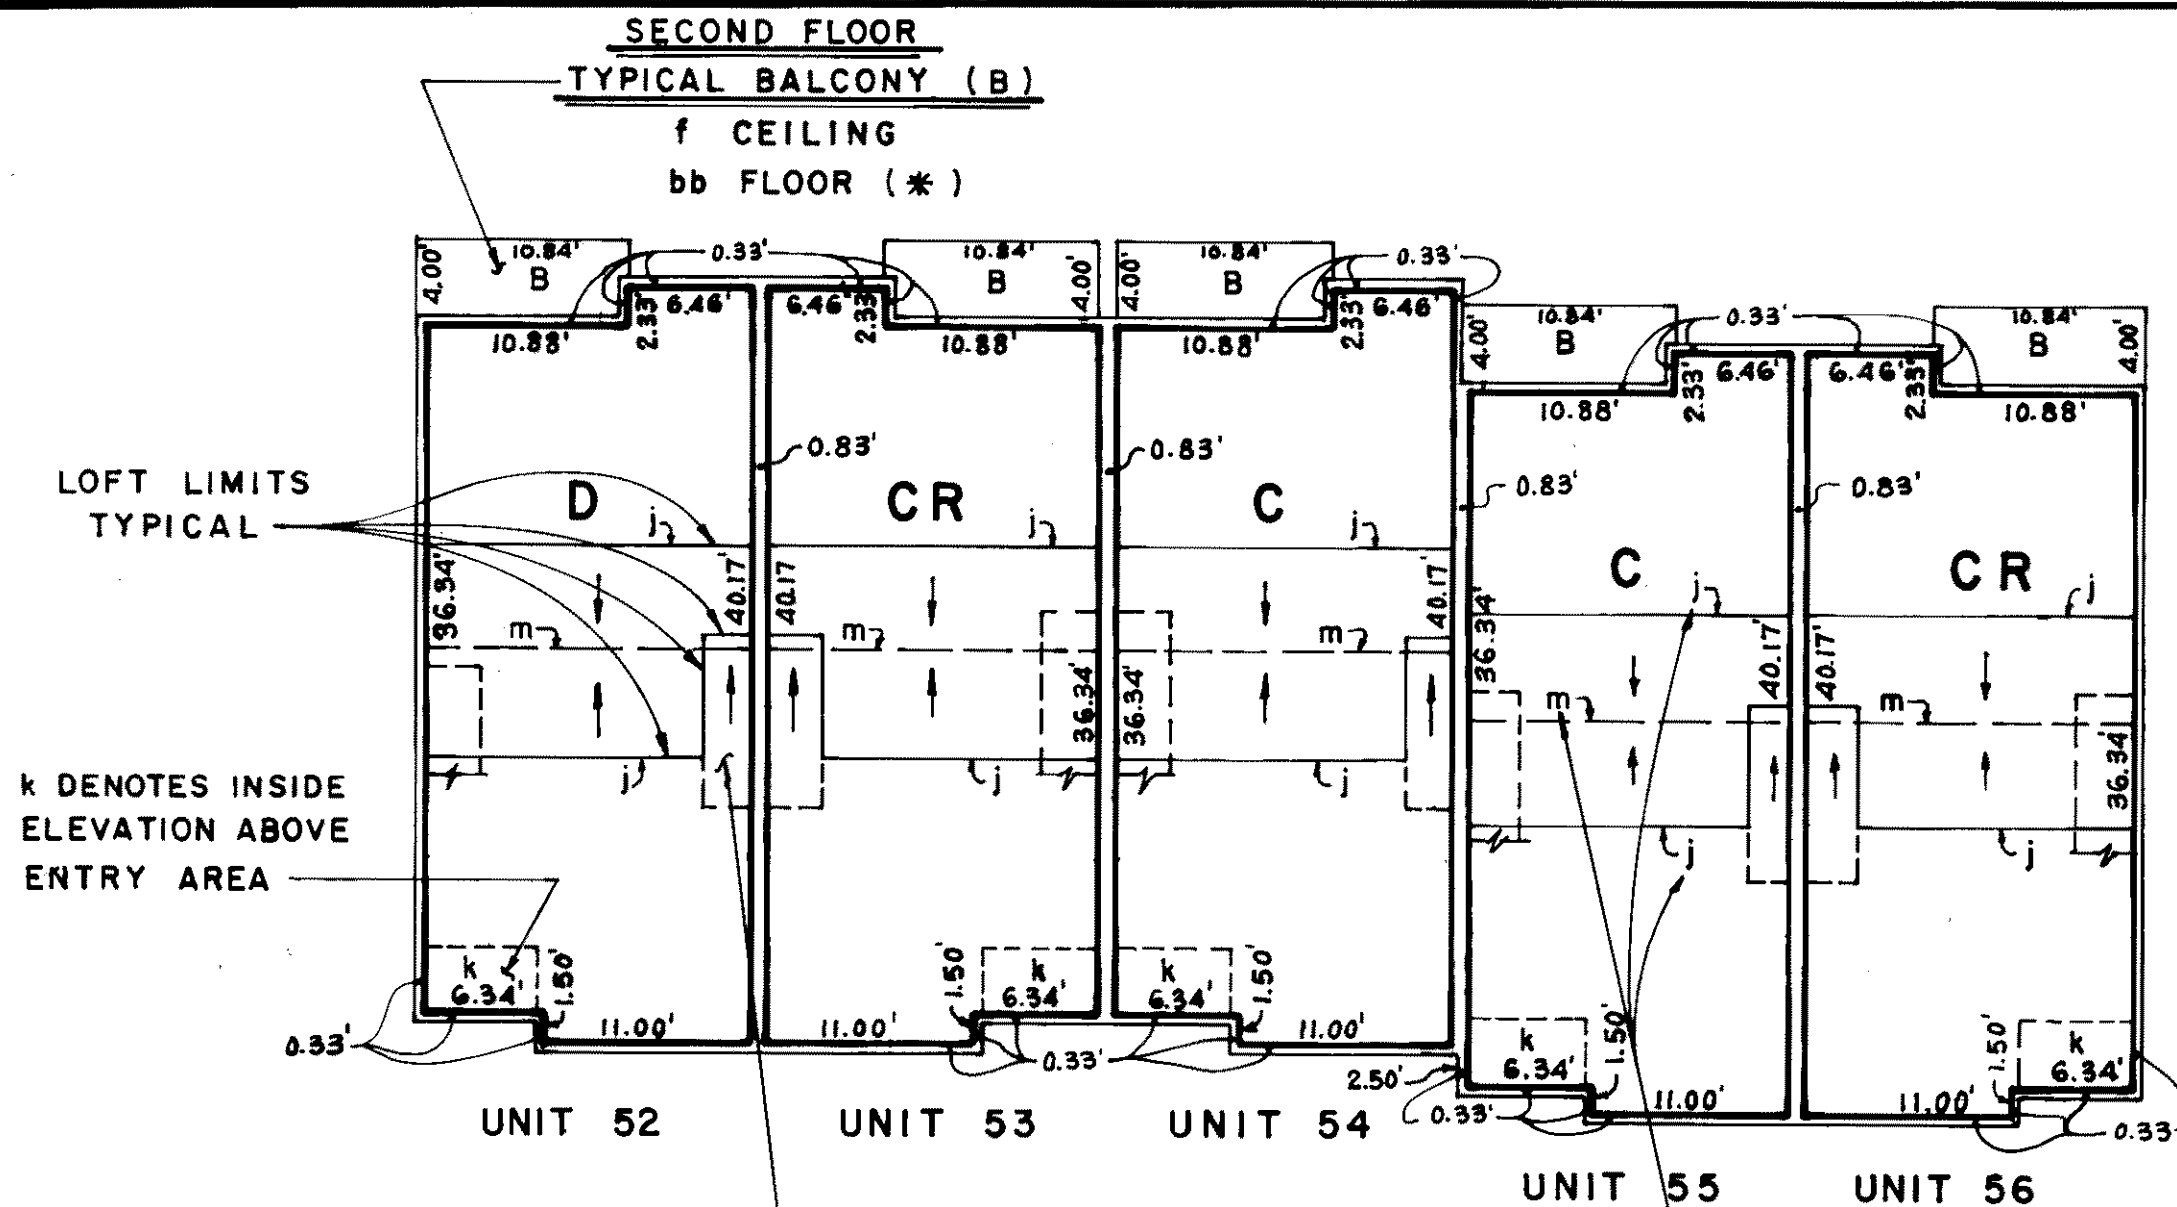 SECOND FLOOR
TYPICAL BALCONY (B)
f CEILING
bb FLOOR (*)
4.00' 10.84' B 0.33' 10.84' B 4.00' 4.00' 10.84' B 0.33'
2.33' 6.46' 6.46' 2.33' 2.33' 6.46'
10.88' 10.88' 10.88'
4.00' 10.84' B 0.33' 10.84' B 4.00'
2.33' 6.46' 6.46' 2.33'
10.88' 10.88'
0.83' 0.83' 0.83' 0.83'
LOFT LIMITS
TYPICAL
D CR C
j j j
C CR
j j
36.34' 40.17' 40.17' 36.34' 36.34' 40.17' 36.34' 40.17' 40.17' 36.34'
m m m
m m
j j j
j j
k DENOTES INSIDE
ELEVATION ABOVE
ENTRY AREA
k k k
6.34' 1.50' 1.50' 6.34' 6.34' 1.50'
11.00' 11.00' 11.00'
0.33' 0.33' 2.50'
k k
6.34' 1.50' 1.50' 6.34'
0.33' 11.00' 11.00' 0.33'
UNIT 52 UNIT 53 UNIT 54
UNIT 55 UNIT 56